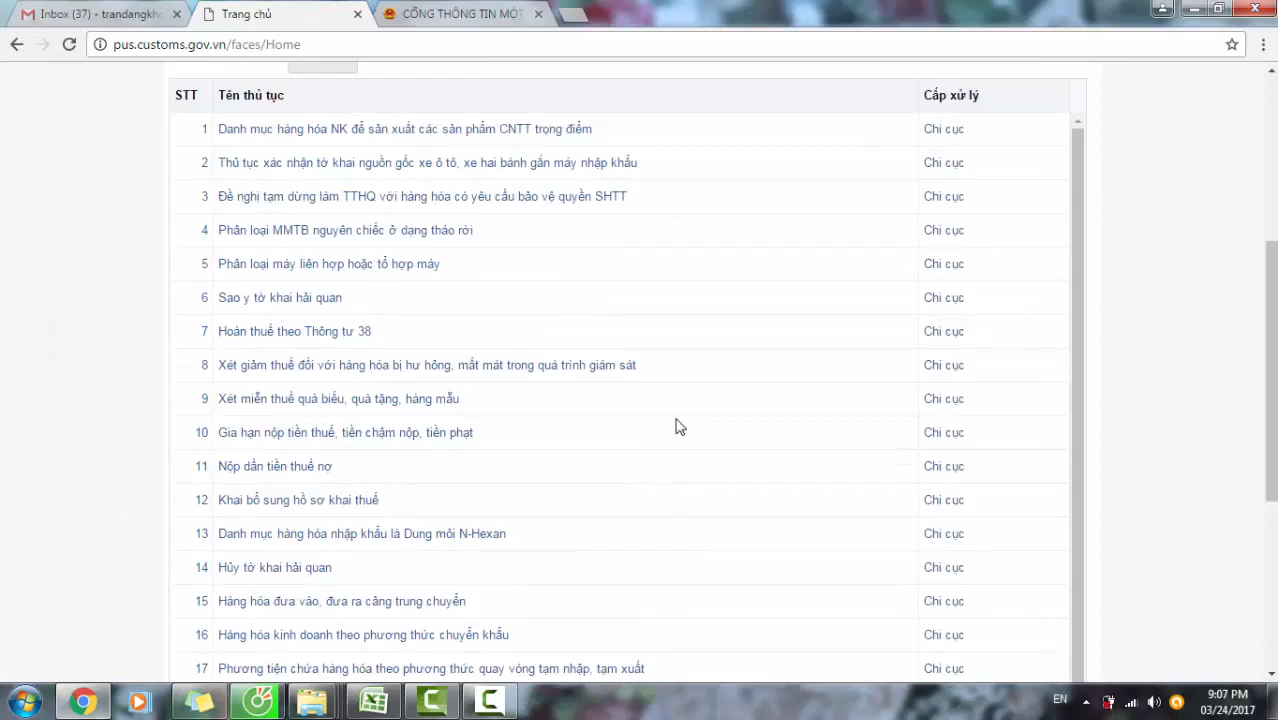 Inbox (37) - trandangkho
Trang chủ
CỔNG THÔNG TIN MỘT
pus.customs.gov.vn/faces/Home
STT Tên thủ tục Cấp xử lý
1 Danh mục hàng hóa NK để sản xuất các sản phẩm CNTT trọng điểm Chi cục
2 Thủ tục xác nhận tờ khai nguồn gốc xe ô tô, xe hai bánh gắn máy nhập khẩu Chi cục
3 Đề nghị tạm dừng làm TTHQ với hàng hóa có yêu cầu bảo vệ quyền SHTT Chi cục
4 Phân loại MMTB nguyên chiếc ở dạng tháo rời Chi cục
5 Phân loại máy liên hợp hoặc tổ hợp máy Chi cục
6 Sao y tờ khai hải quan Chi cục
7 Hoàn thuế theo Thông tư 38 Chi cục
8 Xét giảm thuế đối với hàng hóa bị hư hỏng, mất mát trong quá trình giám sát Chi cục
9 Xét miễn thuế quà biếu, quà tặng, hàng mẫu Chi cục
10 Gia hạn nộp tiền thuế, tiền chậm nộp, tiền phạt Chi cục
11 Nộp dần tiền thuế nợ Chi cục
12 Khai bổ sung hồ sơ khai thuế Chi cục
13 Danh mục hàng hóa nhập khẩu là Dung môi N-Hexan Chi cục
14 Hủy tờ khai hải quan Chi cục
15 Hàng hóa đưa vào, đưa ra cảng trung chuyển Chi cục
16 Hàng hóa kinh doanh theo phương thức chuyển khẩu Chi cục
17 Phương tiện chứa hàng hóa theo phương thức quay vòng tạm nhập, tạm xuất Chi cục
EN
9:07 PM
03/24/2017